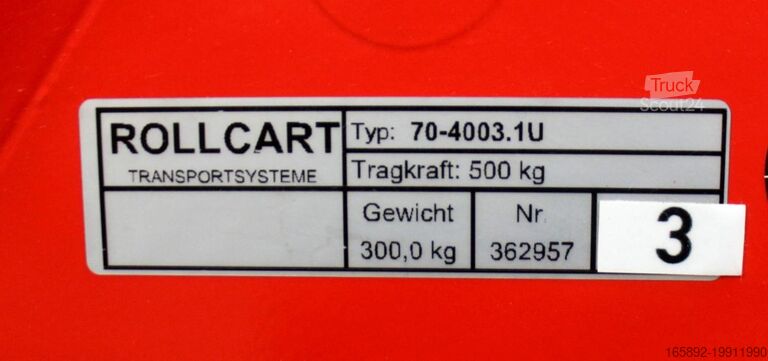 Truck
Scout24
ROLLCART
TRANSPORTSYSTEME
Typ: 70-4003.1U
Tragkraft: 500 kg
Gewicht
300,0 kg
Nr
362957
3
165892-19911990